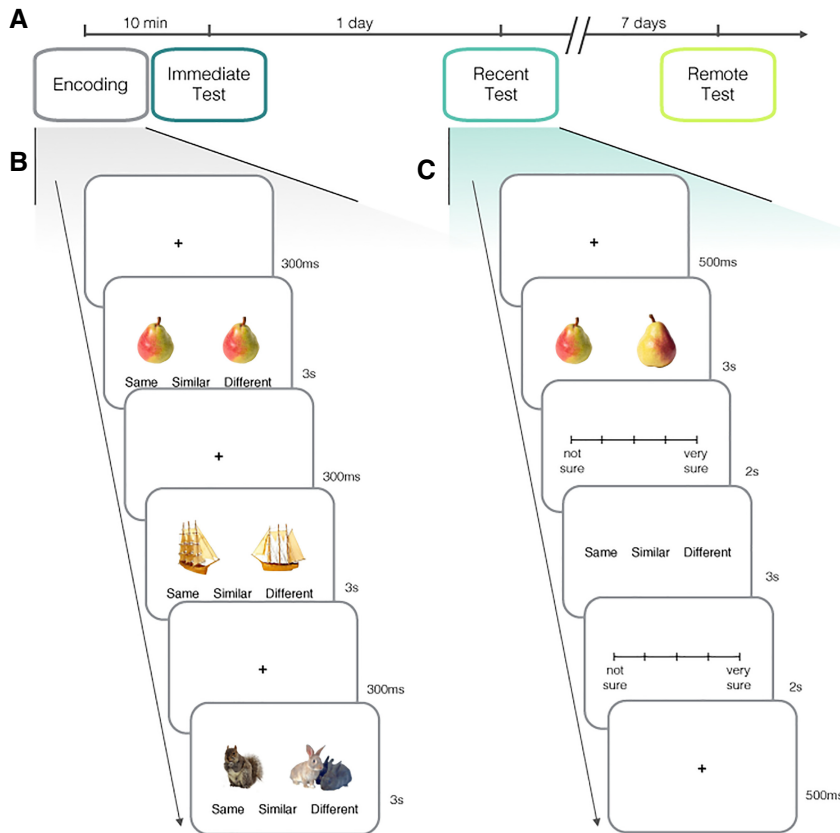 A
10 min
1 day
7 days
Encoding
Immediate
Test
Recent
Test
Remote
Test
B
+
300ms
Same Similar Different
3s
+
300ms
Same Similar Different
3s
+
300ms
Same Similar Different
3s
C
+
500ms
3s
not
sure
very
sure
2s
Same Similar Different
3s
not
sure
very
sure
2s
+
500ms